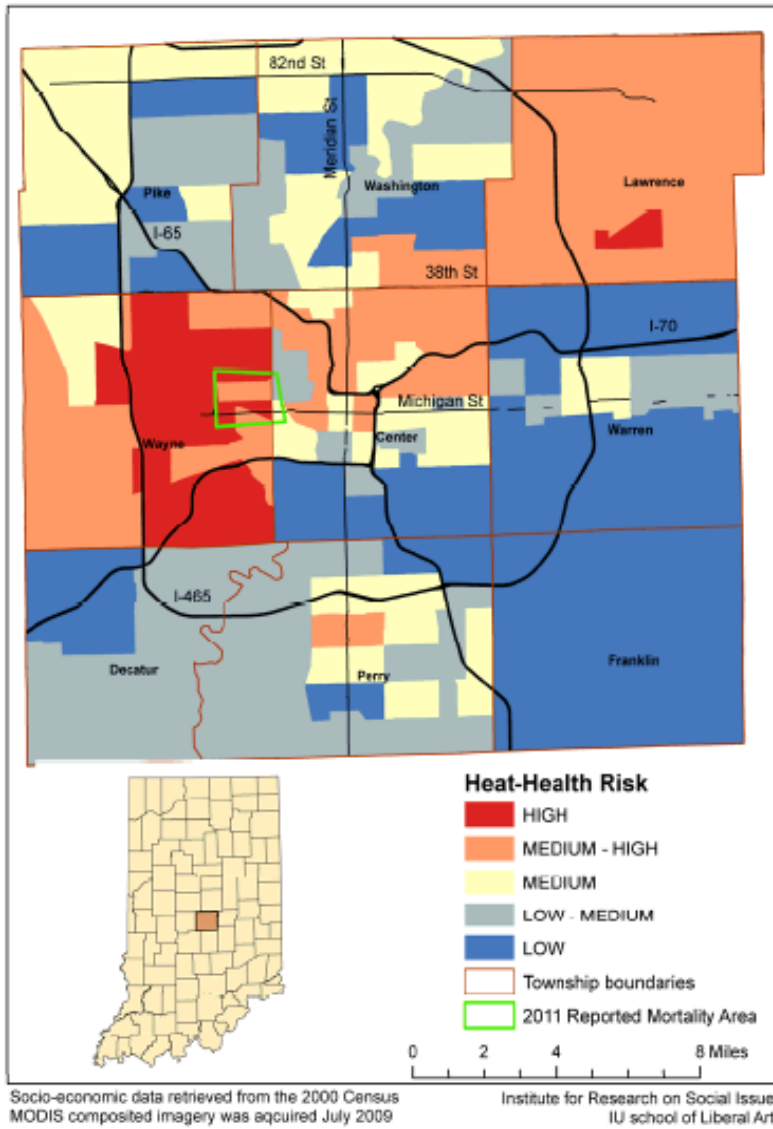 82nd St
Meridian St
Washington
Lawrence
Pike
I-65
38th St
I-70
Michigan St
Wayne
Center
Warren
I-465
Decatur
Perry
Franklin
Heat-Health Risk
HIGH
MEDIUM - HIGH
MEDIUM
LOW - MEDIUM
LOW
Township boundaries
2011 Reported Mortality Area
0 2 4 8 Miles
Socio-economic data retrieved from the 2000 Census
MODIS composited imagery was aqcuired July 2009
Institute for Research on Social Issue
IU school of Liberal Art